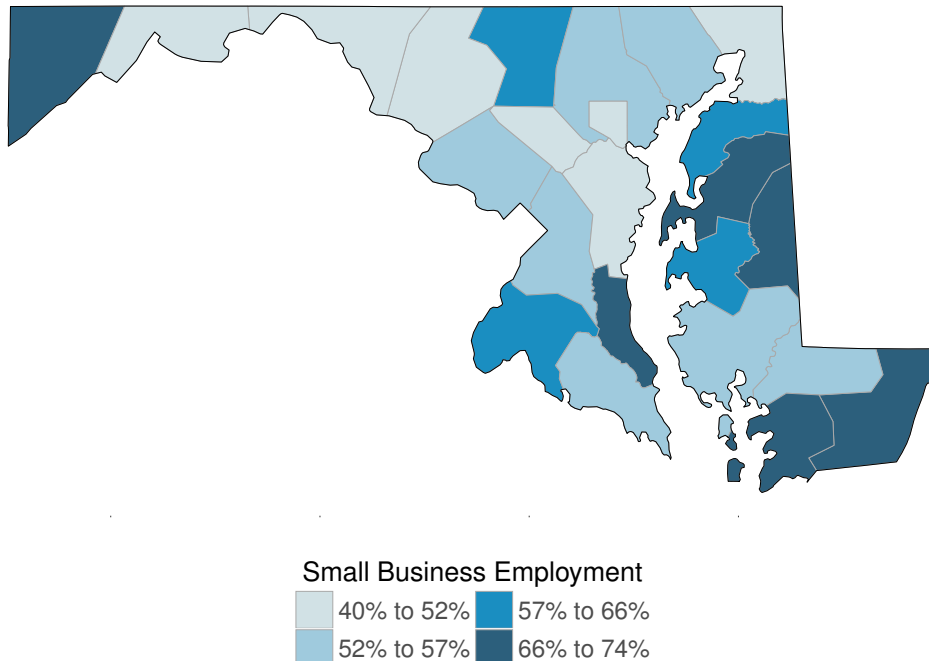 Small Business Employment
40% to 52% 57% to 66%
52% to 57% 66% to 74%